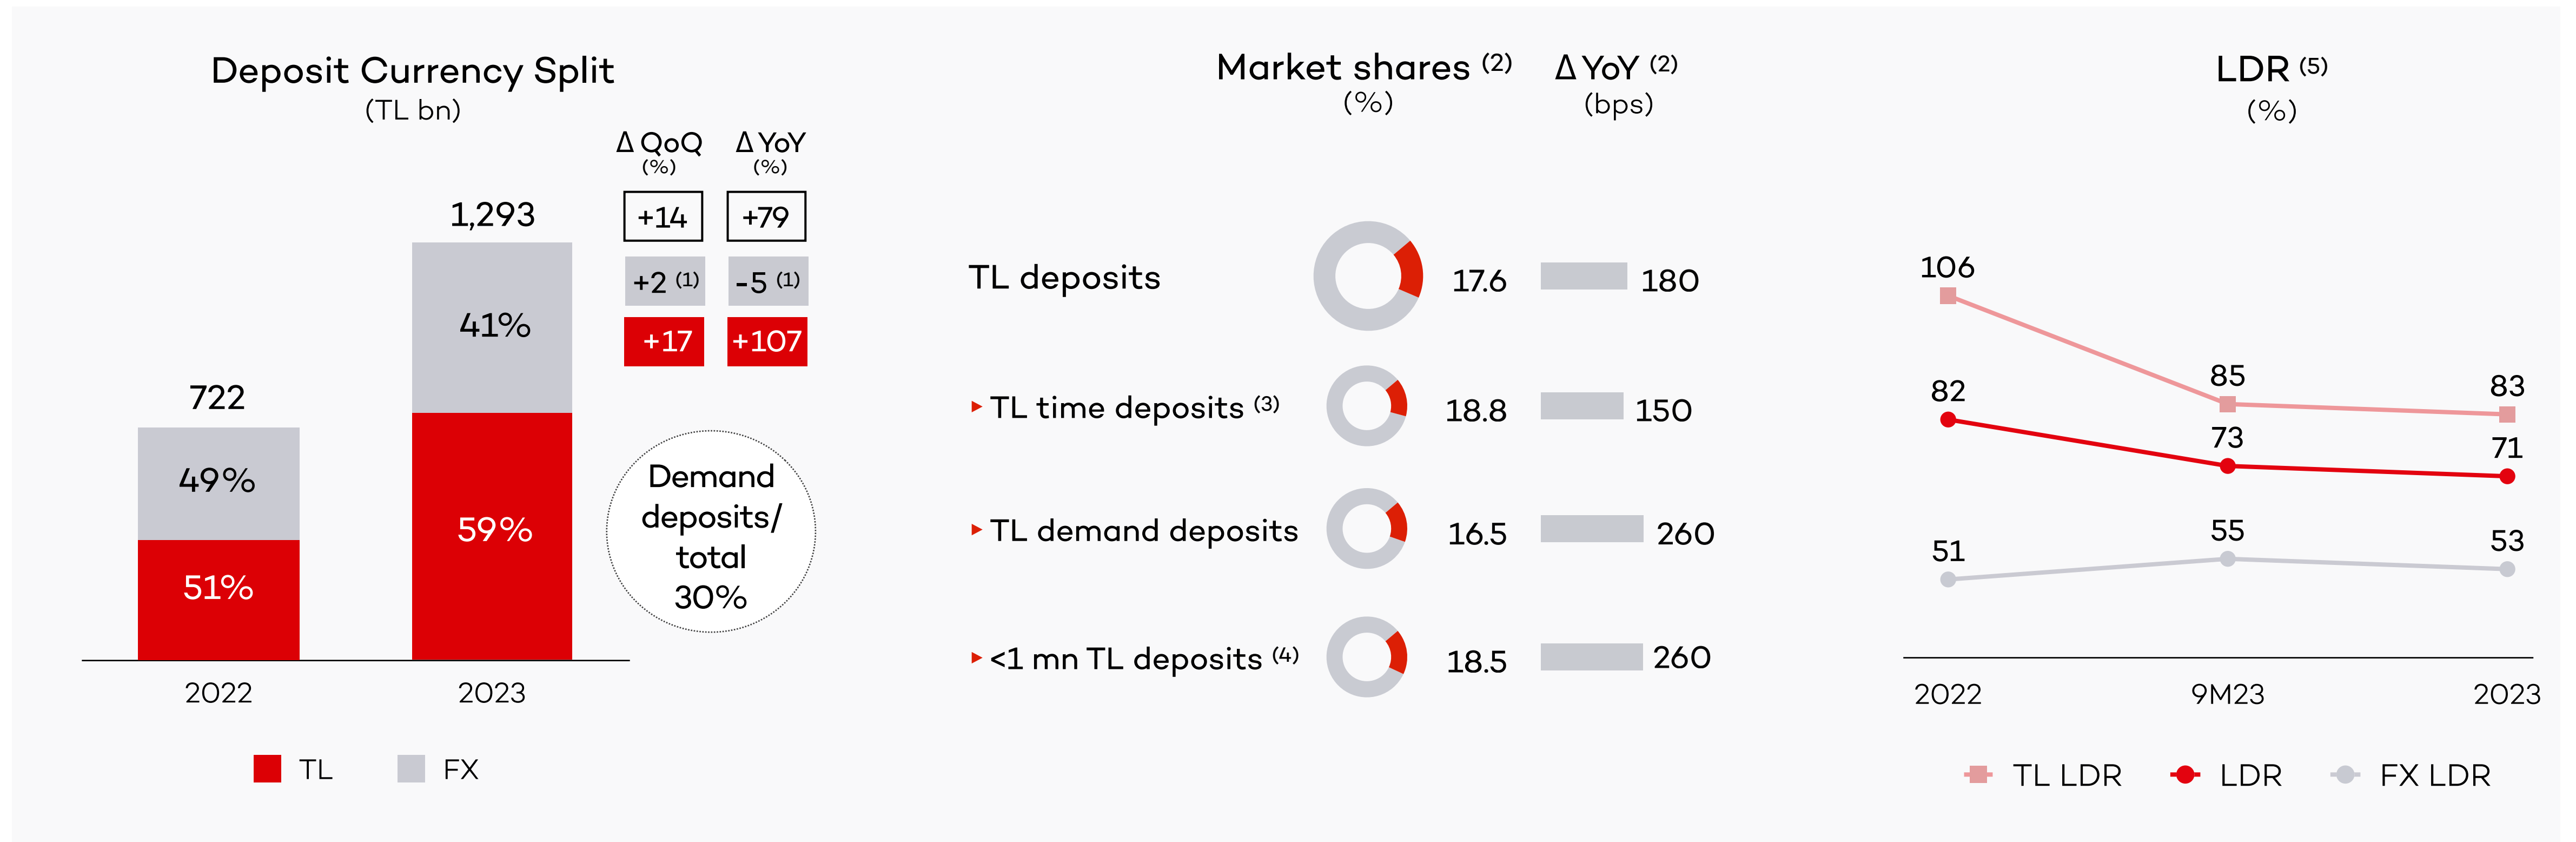 Deposit Currency Split
(TL bn)
Δ QoQ
(%)
Δ YoY
(%)
+14
+79
+2 (1)
-5 (1)
+17
+107
1,293
41%
59%
722
49%
51%
2022
2023
TL
FX
Demand
deposits/
total
30%
Market shares (2)
(%)
Δ YoY (2)
(bps)
TL deposits
17.6
180
▸ TL time deposits (3)
18.8
150
▸ TL demand deposits
16.5
260
▸ <1 mn TL deposits (4)
18.5
260
LDR (5)
(%)
106
85
83
82
73
71
51
55
53
2022
9M23
2023
TL LDR
LDR
FX LDR